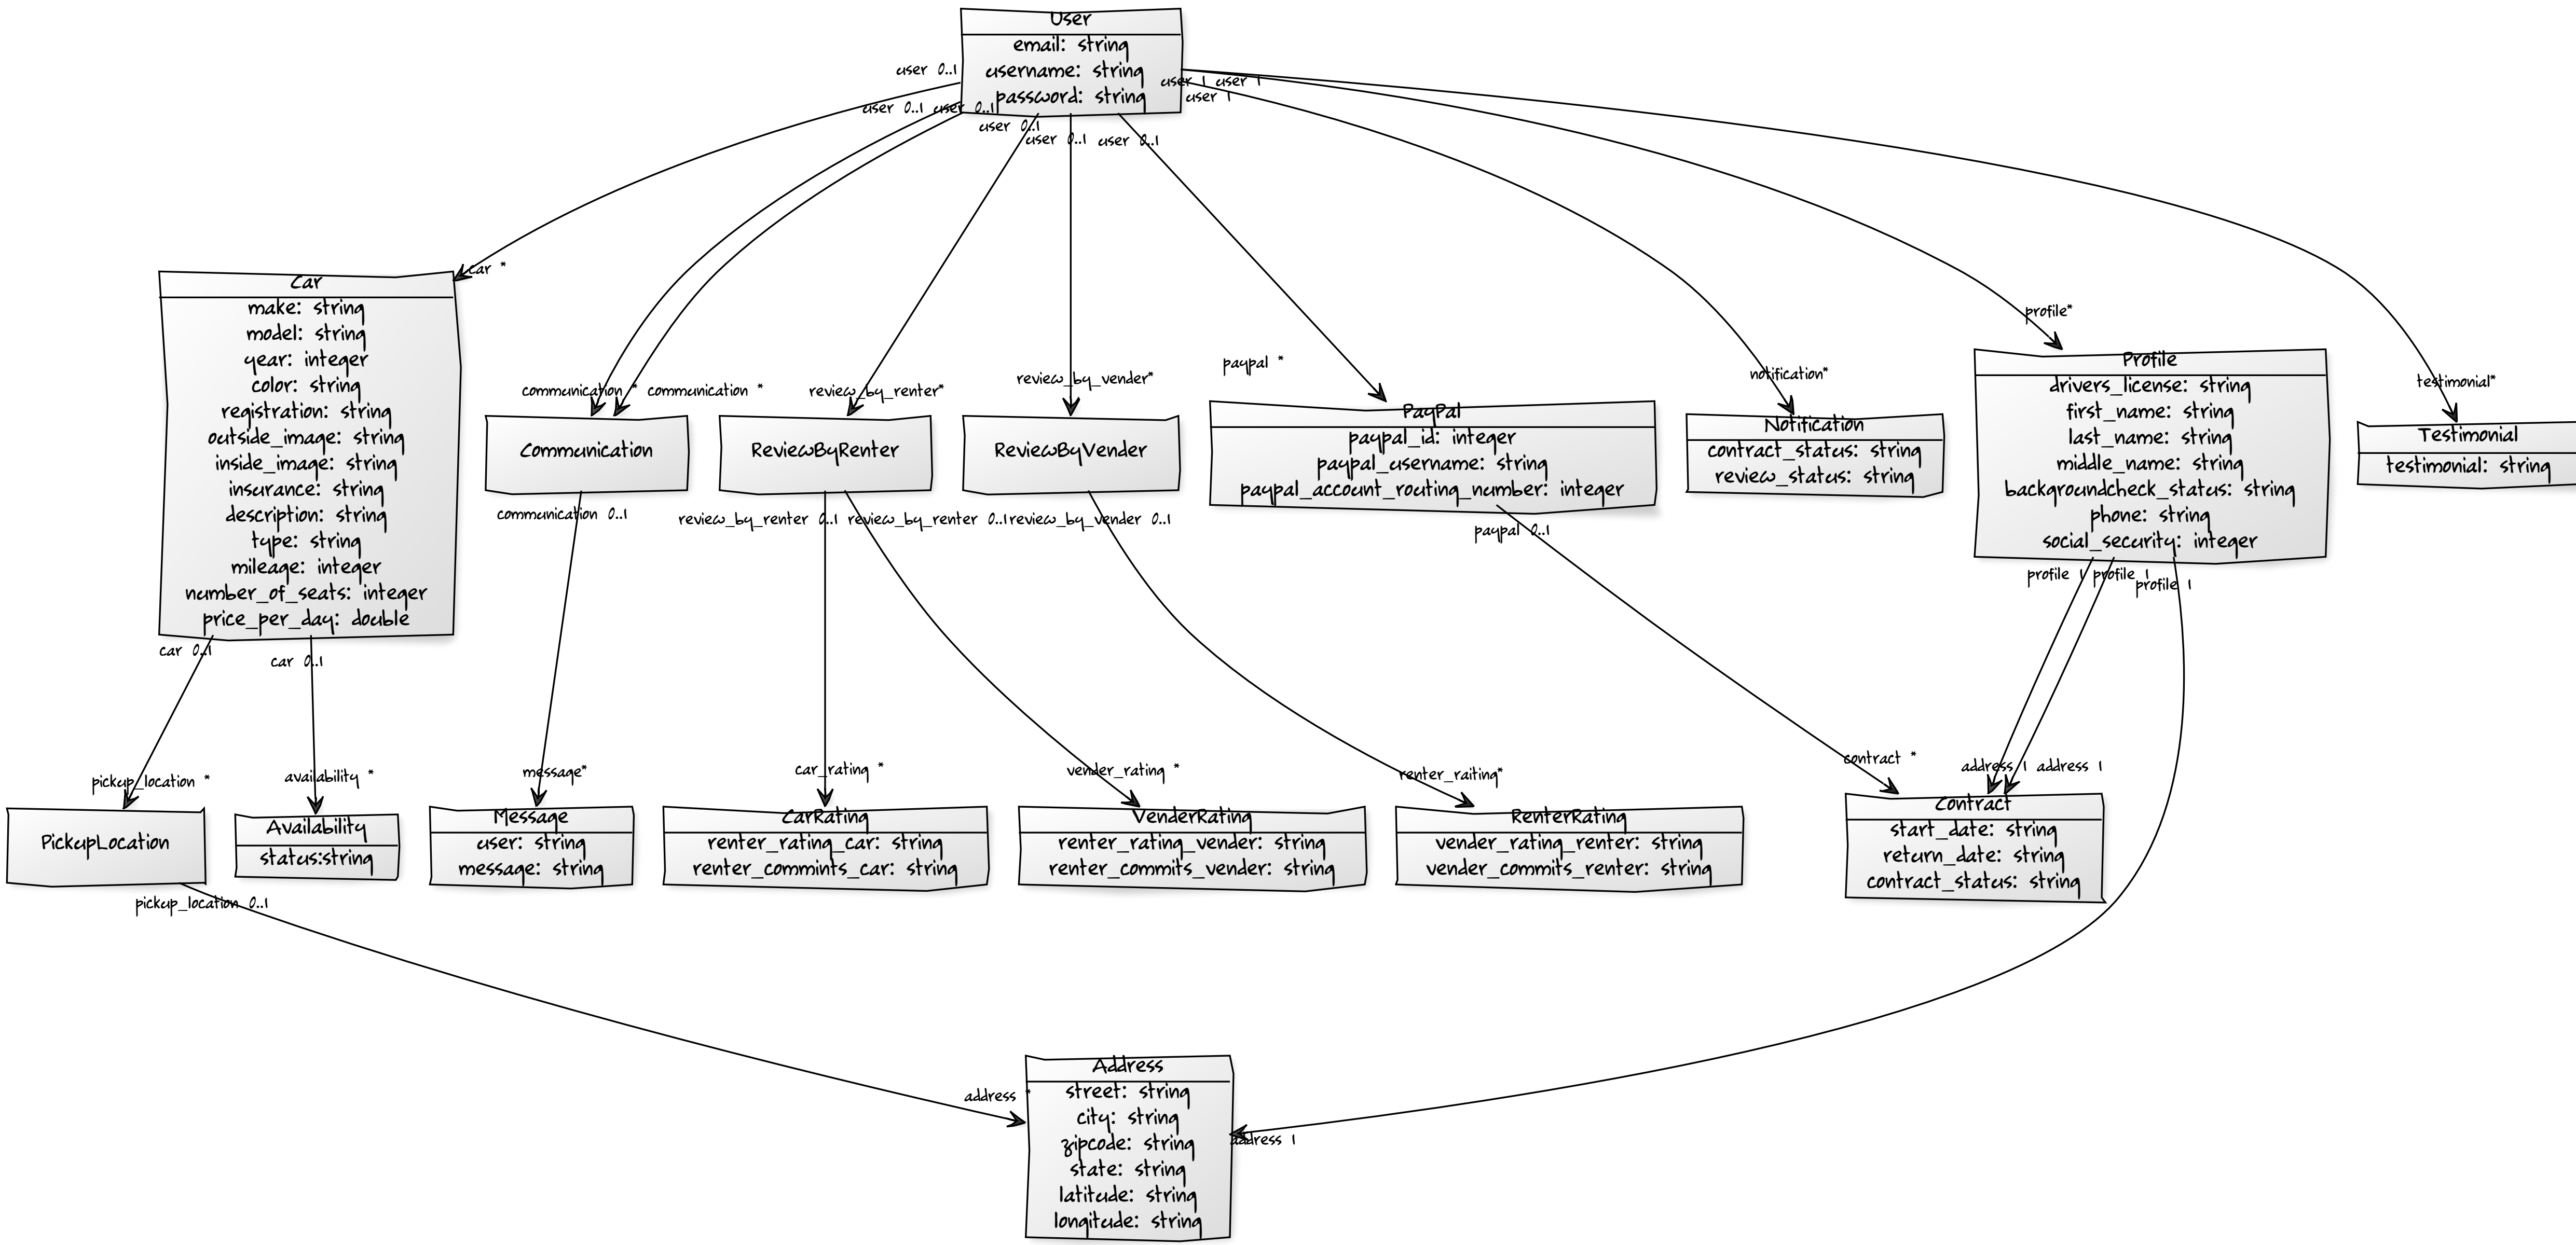 User
email: string
username: string
password: string
user 0..1
user 0..1 user 0..1
user 0..1
user 0..1 user 0..1
user 1 user 1
user 1
car *
communication * communication *
review_by_renter*
review_by_vender*
paypal *
notification*
profile*
testimonial*
Car
make: string
model: string
year: integer
color: string
registration: string
outside_image: string
inside_image: string
insurance: string
description: string
type: string
mileage: integer
number_of_seats: integer
price_per_day: double
Communication
ReviewByRenter
ReviewByVender
PayPal
paypal_id: integer
paypal_username: string
paypal_account_routing_number: integer
Notification
contract_status: string
review_status: string
Profile
drivers_license: string
first_name: string
last_name: string
middle_name: string
backgroundcheck_status: string
phone: string
social_security: integer
Testimonial
testimonial: string
communication 0..1
review_by_renter 0..1 review_by_renter 0..1 review_by_vender 0..1
paypal 0..1
profile 1 profile 1
profile 1
car 0..1
car 0..1
pickup_location *
availability *
message*
car_rating *
vender_rating *
renter_raiting*
contract *
address 1 address 1
PickupLocation
Availability
status:string
Message
user: string
message: string
CarRating
renter_rating_car: string
renter_commints_car: string
VenderRating
renter_rating_vender: string
renter_commits_vender: string
RenterRating
vender_rating_renter: string
vender_commits_renter: string
Contract
start_date: string
return_date: string
contract_status: string
pickup_location 0..1
address *
address 1
Address
street: string
city: string
zipcode: string
state: string
latitude: string
longitude: string